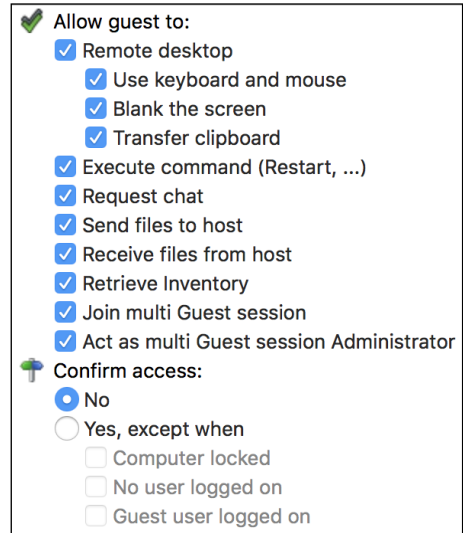 Allow guest to:
Remote desktop
Use keyboard and mouse
Blank the screen
Transfer clipboard
Execute command (Restart, ...)
Request chat
Send files to host
Receive files from host
Retrieve Inventory
Join multi Guest session
Act as multi Guest session Administrator
Confirm access:
No
Yes, except when
Computer locked
No user logged on
Guest user logged on